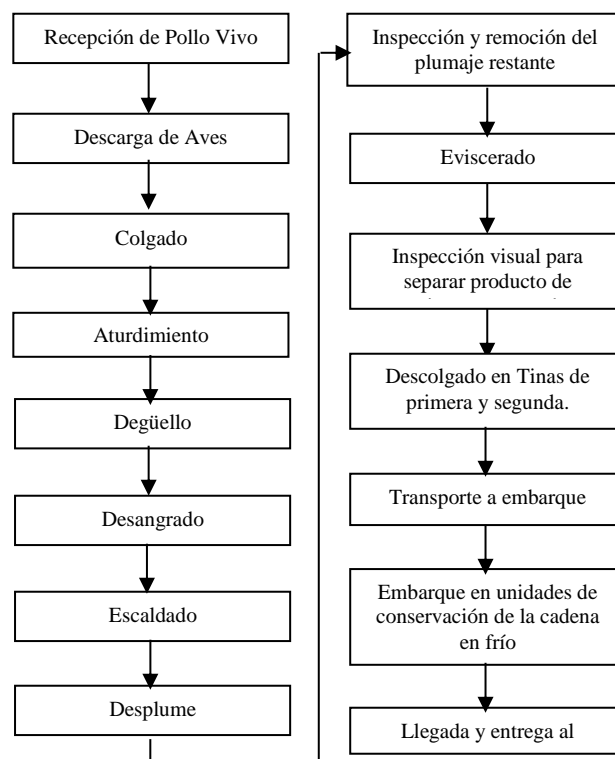 Recepción de Pollo Vivo
Descarga de Aves
Colgado
Aturdimiento
Degüello
Desangrado
Escaldado
Desplume
Inspección y remoción del
plumaje restante
Eviscerado
Inspección visual para
separar producto de
Descolgado en Tinas de
primera y segunda.
Transporte a embarque
Embarque en unidades de
conservación de la cadena
en frío
Llegada y entrega al